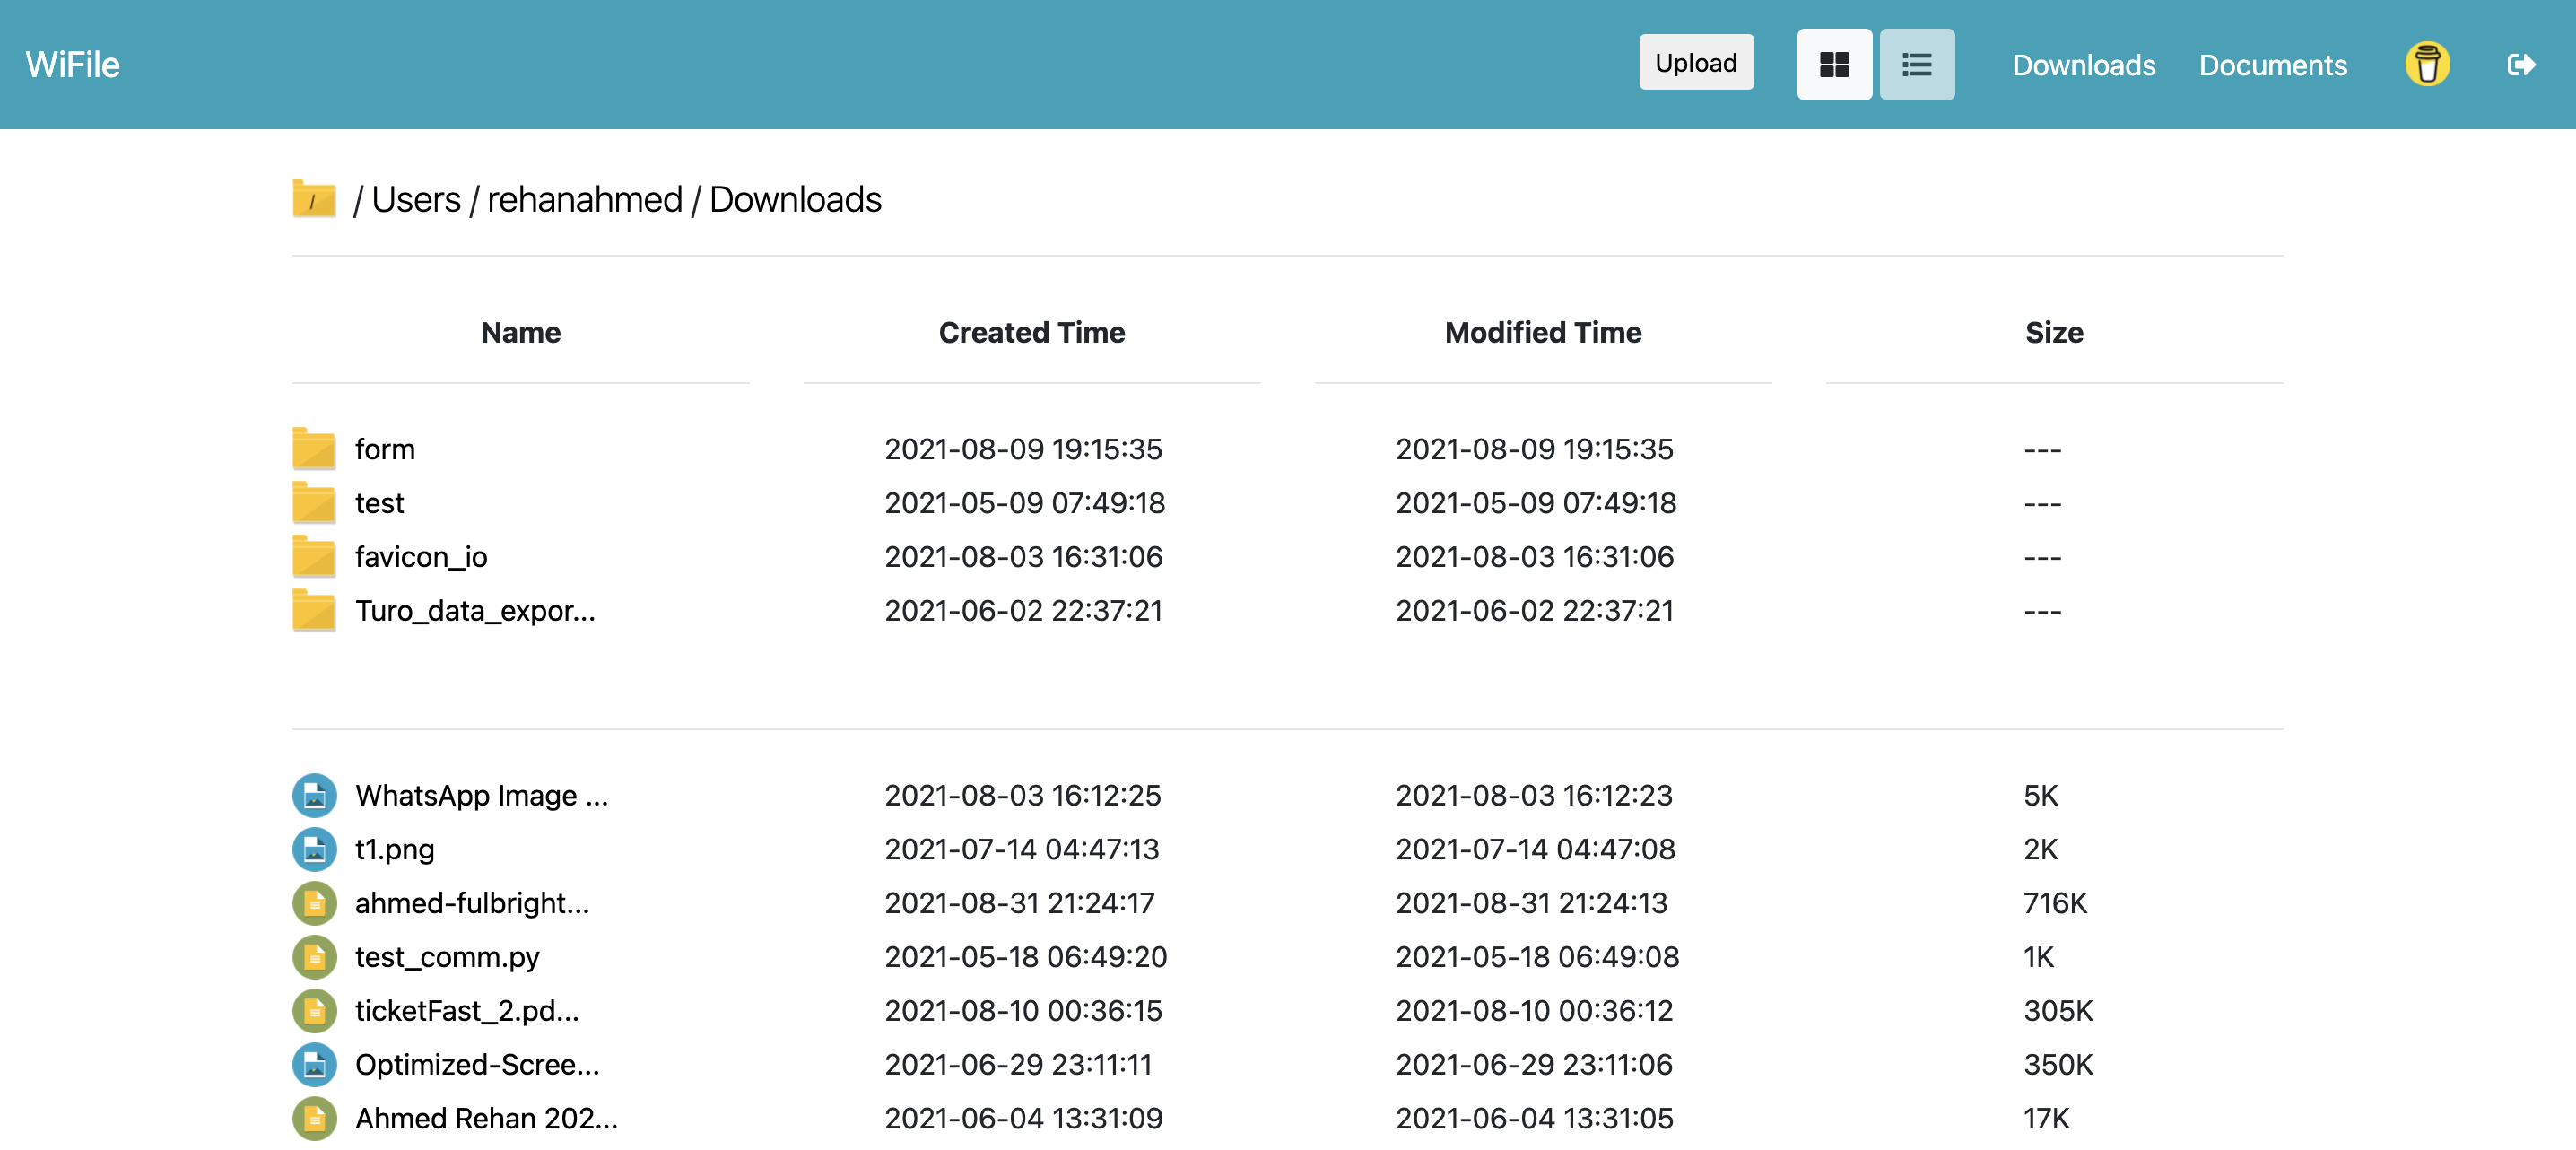 WiFile Upload Downloads Documents
/ / Users / rehanahmed / Downloads
Name Created Time Modified Time Size
form 2021-08-09 19:15:35 2021-08-09 19:15:35 ---
test 2021-05-09 07:49:18 2021-05-09 07:49:18 ---
favicon_io 2021-08-03 16:31:06 2021-08-03 16:31:06 ---
Turo_data_expor... 2021-06-02 22:37:21 2021-06-02 22:37:21 ---
WhatsApp Image ... 2021-08-03 16:12:25 2021-08-03 16:12:23 5K
t1.png 2021-07-14 04:47:13 2021-07-14 04:47:08 2K
ahmed-fulbright... 2021-08-31 21:24:17 2021-08-31 21:24:13 716K
test_comm.py 2021-05-18 06:49:20 2021-05-18 06:49:08 1K
ticketFast_2.pd... 2021-08-10 00:36:15 2021-08-10 00:36:12 305K
Optimized-Scree... 2021-06-29 23:11:11 2021-06-29 23:11:06 350K
Ahmed Rehan 202... 2021-06-04 13:31:09 2021-06-04 13:31:05 17K